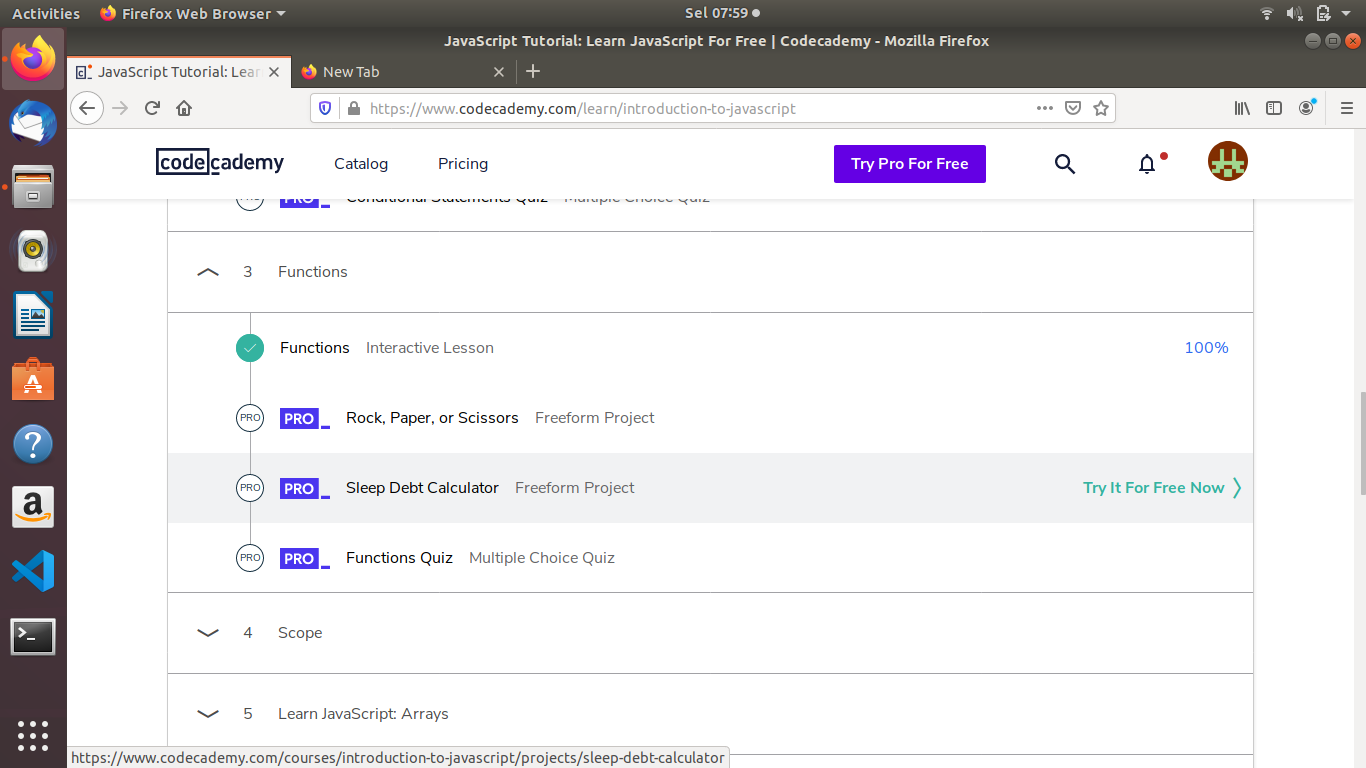 Activities Firefox Web Browser Sel 07:59
JavaScript Tutorial: Learn JavaScript For Free | Codecademy - Mozilla Firefox
JavaScript Tutorial: Lear New Tab
https://www.codecademy.com/learn/introduction-to-javascript
codecademy Catalog Pricing Try Pro For Free
PRO PRO Conditional Statements Quiz Multiple Choice Quiz
3 Functions
Functions Interactive Lesson 100%
PRO PRO Rock, Paper, or Scissors Freeform Project
PRO PRO Sleep Debt Calculator Freeform Project Try It For Free Now
PRO PRO Functions Quiz Multiple Choice Quiz
4 Scope
5 Learn JavaScript: Arrays
https://www.codecademy.com/courses/introduction-to-javascript/projects/sleep-debt-calculator